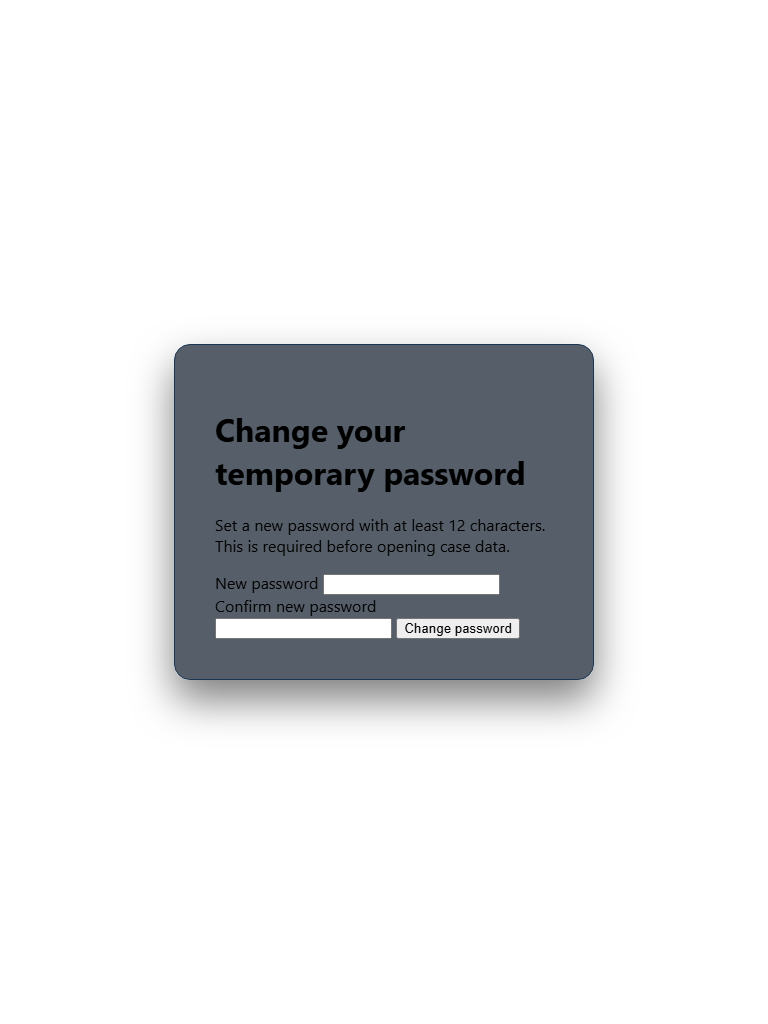 Change your
temporary password
Set a new password with at least 12 characters.
This is required before opening case data.
New password
Confirm new password
Change password